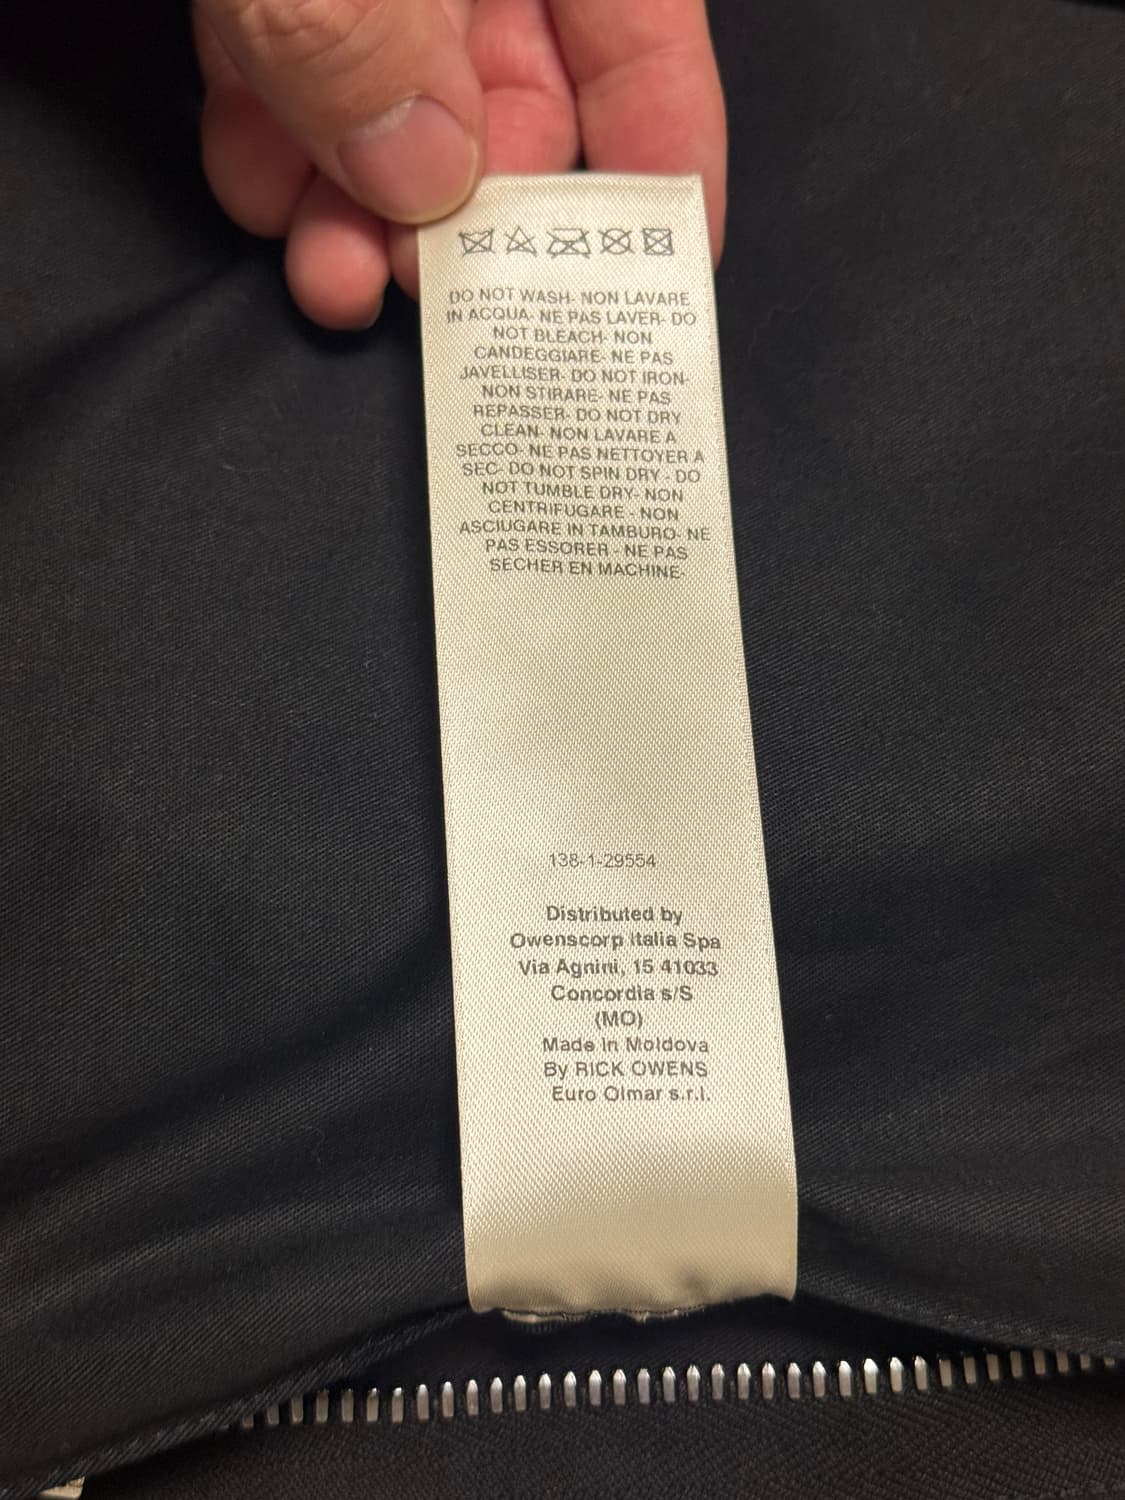 DO NOT WASH- NON LAVARE
IN ACQUA- NE PAS LAVER- DO
NOT BLEACH- NON
CANDEGGIARE- NE PAS
JAVELLISER- DO NOT IRON-
NON STIRARE- NE PAS
REPASSER- DO NOT DRY
CLEAN- NON LAVARE A
SECCO- NE PAS NETTOYER A
SEC- DO NOT SPIN DRY - DO
NOT TUMBLE DRY- NON
CENTRIFUGARE - NON
ASCIUGARE IN TAMBURO- NE
PAS ESSORER - NE PAS
SECHER EN MACHINE-
138-1-29554
Distributed by
Owenscorp Italia Spa
Via Agnini, 15 41033
Concordia s/S
(MO)
Made In Moldova
By RICK OWENS
Euro Olmar s.r.l.